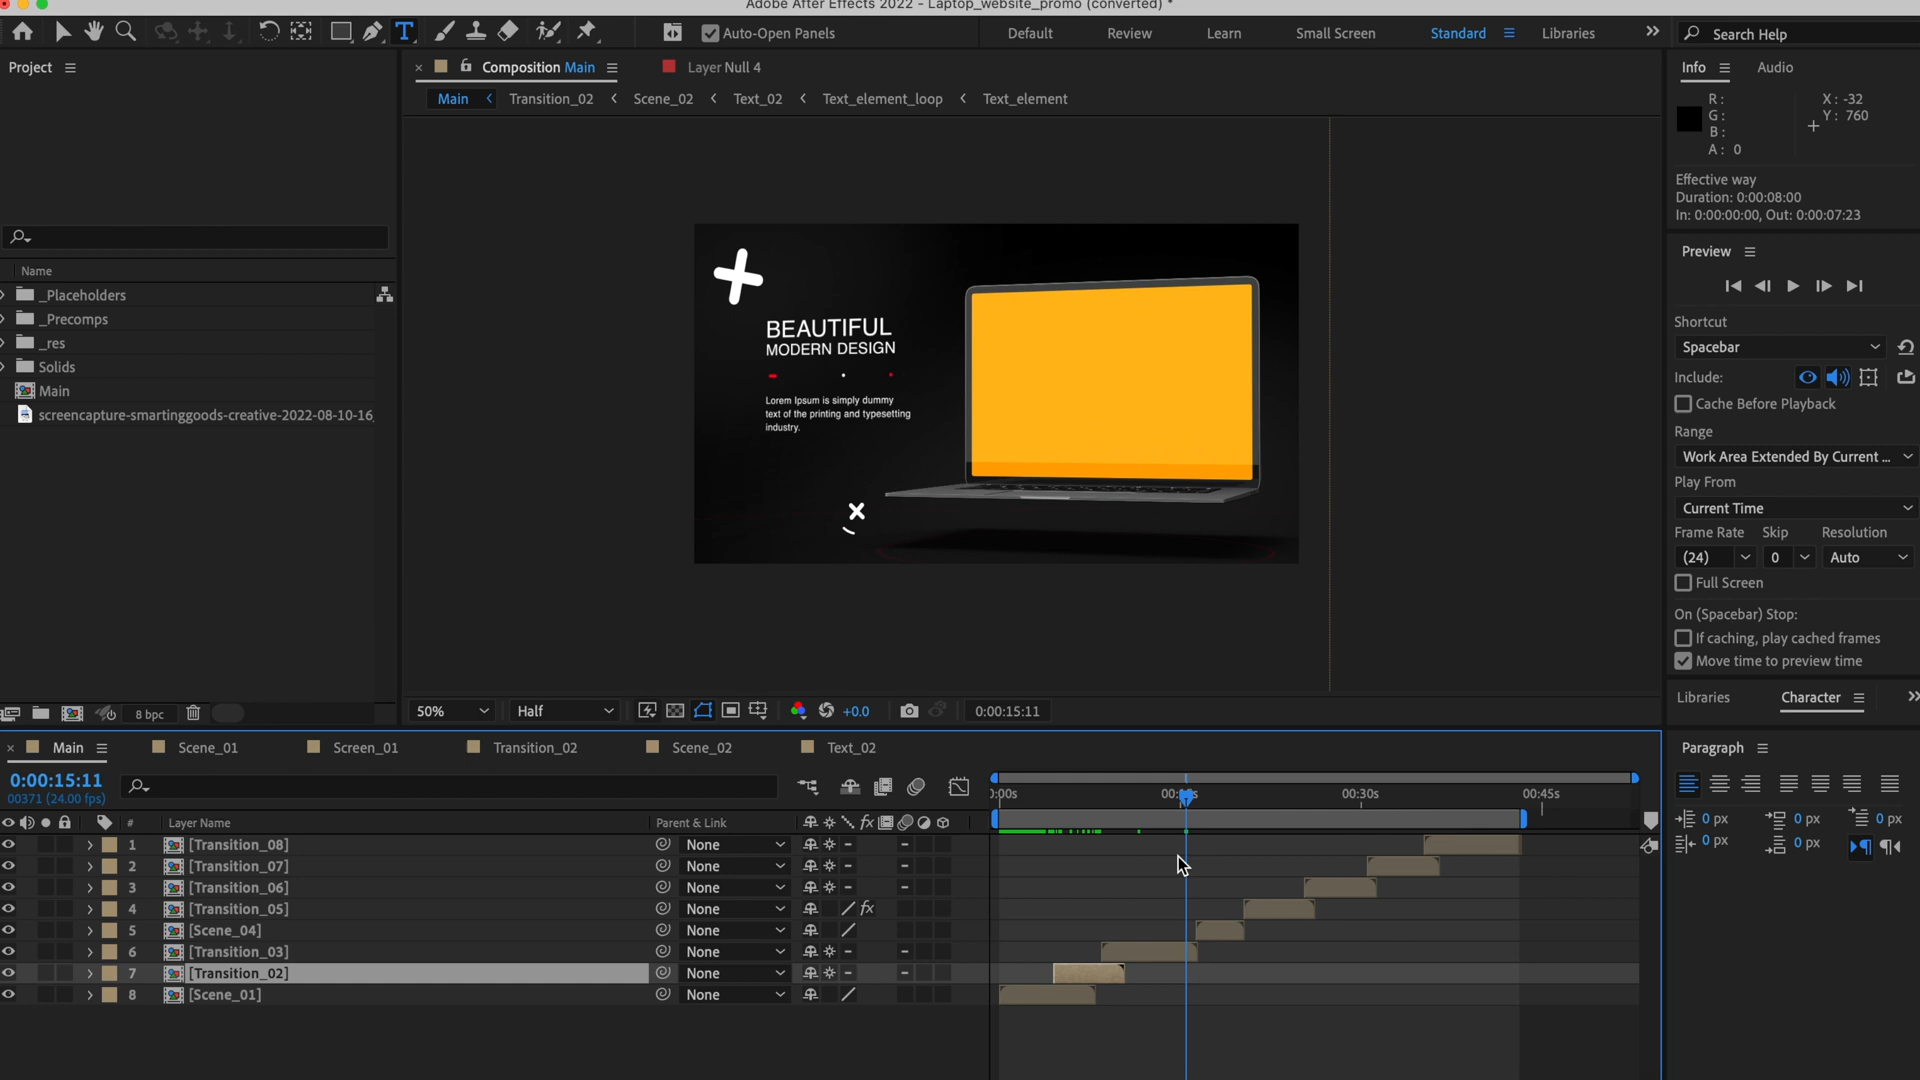 Adobe After Effects 2022 - Laptop_website_promo (converted) *
Auto-Open Panels
Default
Review
Learn
Small Screen
Standard
Libraries
Search Help
Project
Name
_Placeholders
_Precomps
_res
Solids
Main
screencapture-smartinggoods-creative-2022-08-10-16
8 bpc
Composition Main
Layer Null 4
Main
Transition_02
Scene_02
Text_02
Text_element_loop
Text_element
BEAUTIFUL
MODERN DESIGN
Lorem Ipsum is simply dummy
text of the printing and typesetting
industry.
50%
Half
+0.0
0:00:15:11
Info
Audio
R:
G:
B:
A: 0
X: -32
Y: 760
Effective way
Duration: 0:00:08:00
In: 0:00:00:00, Out: 0:00:07:23
Preview
Shortcut
Spacebar
Include:
Cache Before Playback
Range
Work Area Extended By Current ...
Play From
Current Time
Frame Rate Skip Resolution
(24) 0 Auto
Full Screen
On (Spacebar) Stop:
If caching, play cached frames
Move time to preview time
Libraries
Character
Paragraph
0 px 0 px 0 px
0 px 0 px
Main
Scene_01
Screen_01
Transition_02
Scene_02
Text_02
0:00:15:11
00371 (24.00 fps)
# Layer Name Parent & Link
00:30s
00:45s
1 [Transition_08] None
2 [Transition_07] None
3 [Transition_06] None
4 [Transition_05] None fx
5 [Scene_04] None
6 [Transition_03] None
7 [Transition_02] None
8 [Scene_01] None